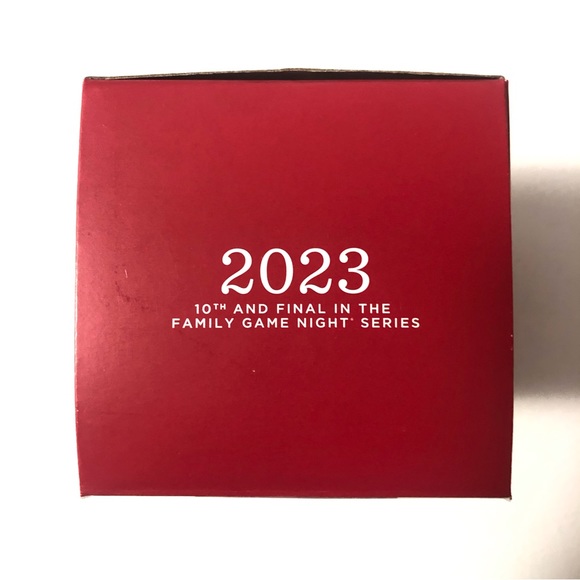 2023
10TH AND FINAL IN THE
FAMILY GAME NIGHT® SERIES